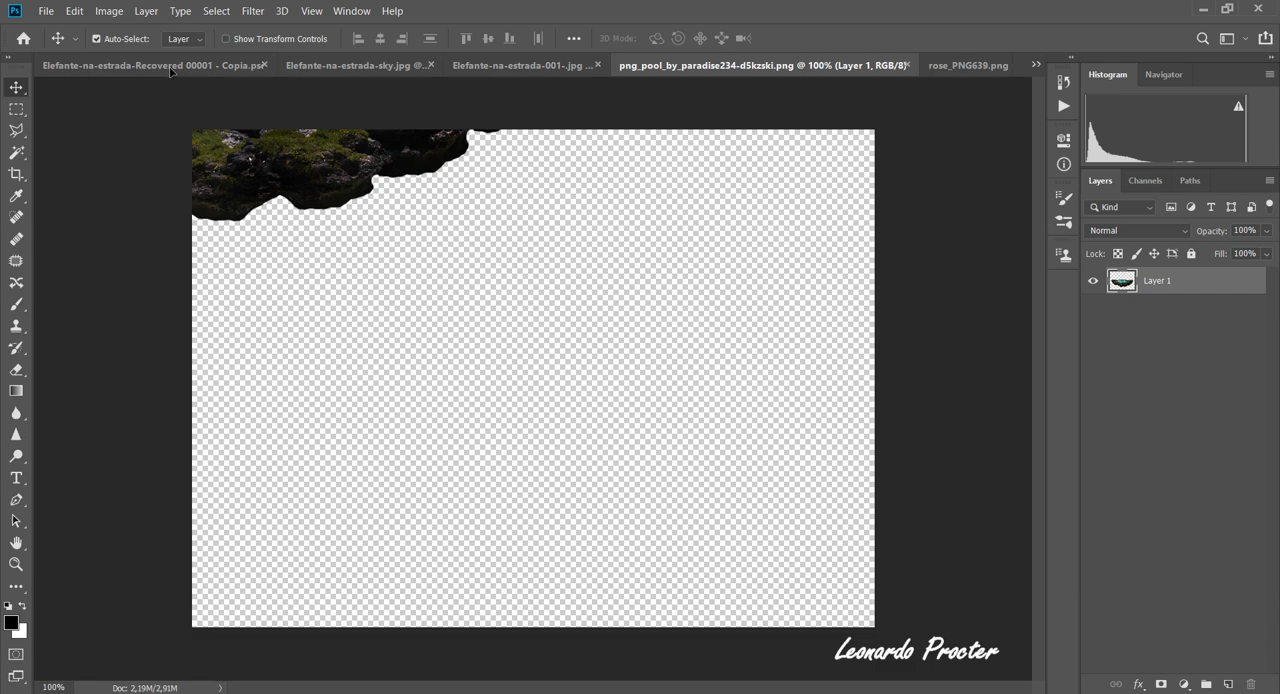 Ps File Edit Image Layer Type Select Filter 3D View Window Help
Auto-Select: Layer Show Transform Controls 3D Mode:
Elefante-na-estrada-Recovered 00001 - Copia.psd Elefante-na-estrada-sky.jpg @... Elefante-na-estrada-001-.jpg ... png_pool_by_paradise234-d5kzski.png @ 100% (Layer 1, RGB/8) rose_PNG639.png
Histogram Navigator
Layers Channels Paths
Kind
Normal Opacity: 100%
Lock: Fill: 100%
Layer 1
Leonardo Procter
100% Doc: 2,19M/2,91M